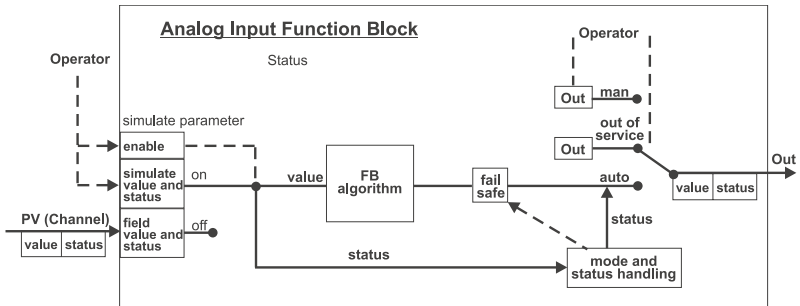 Analog Input Function Block
Status
Operator
Operator
simulate parameter
enable
simulate
value and
status
on
PV (Channel)
value status
field
value and
status
off
value
FB
algorithm
status
fail
safe
Out
man
out of
service
Out
auto
status
mode and
status handling
Out
value status